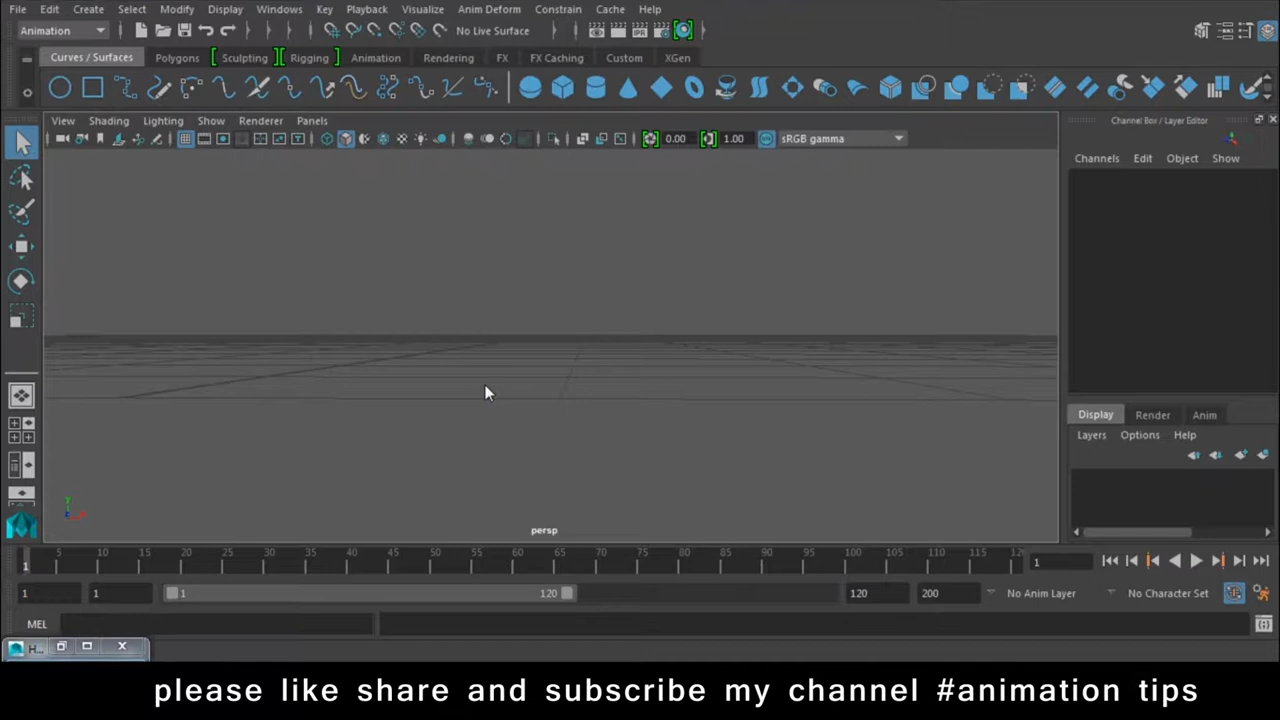 File Edit Create Select Modify Display Windows Key Playback Visualize Anim Deform Constrain Cache Help
Animation No Live Surface
Curves / Surfaces Polygons Sculpting Rigging Animation Rendering FX FX Caching Custom XGen
View Shading Lighting Show Renderer Panels
0.00 1.00 sRGB gamma
Channel Box / Layer Editor
Channels Edit Object Show
persp
Display Render Anim
Layers Options Help
5 10 15 20 25 30 35 40 45 50 55 60 65 70 75 80 85 90 95 100 105 110 115 12
1 1
1 1 1 120 120 200 No Anim Layer No Character Set
MEL
H...
please like share and subscribe my channel #animation tips